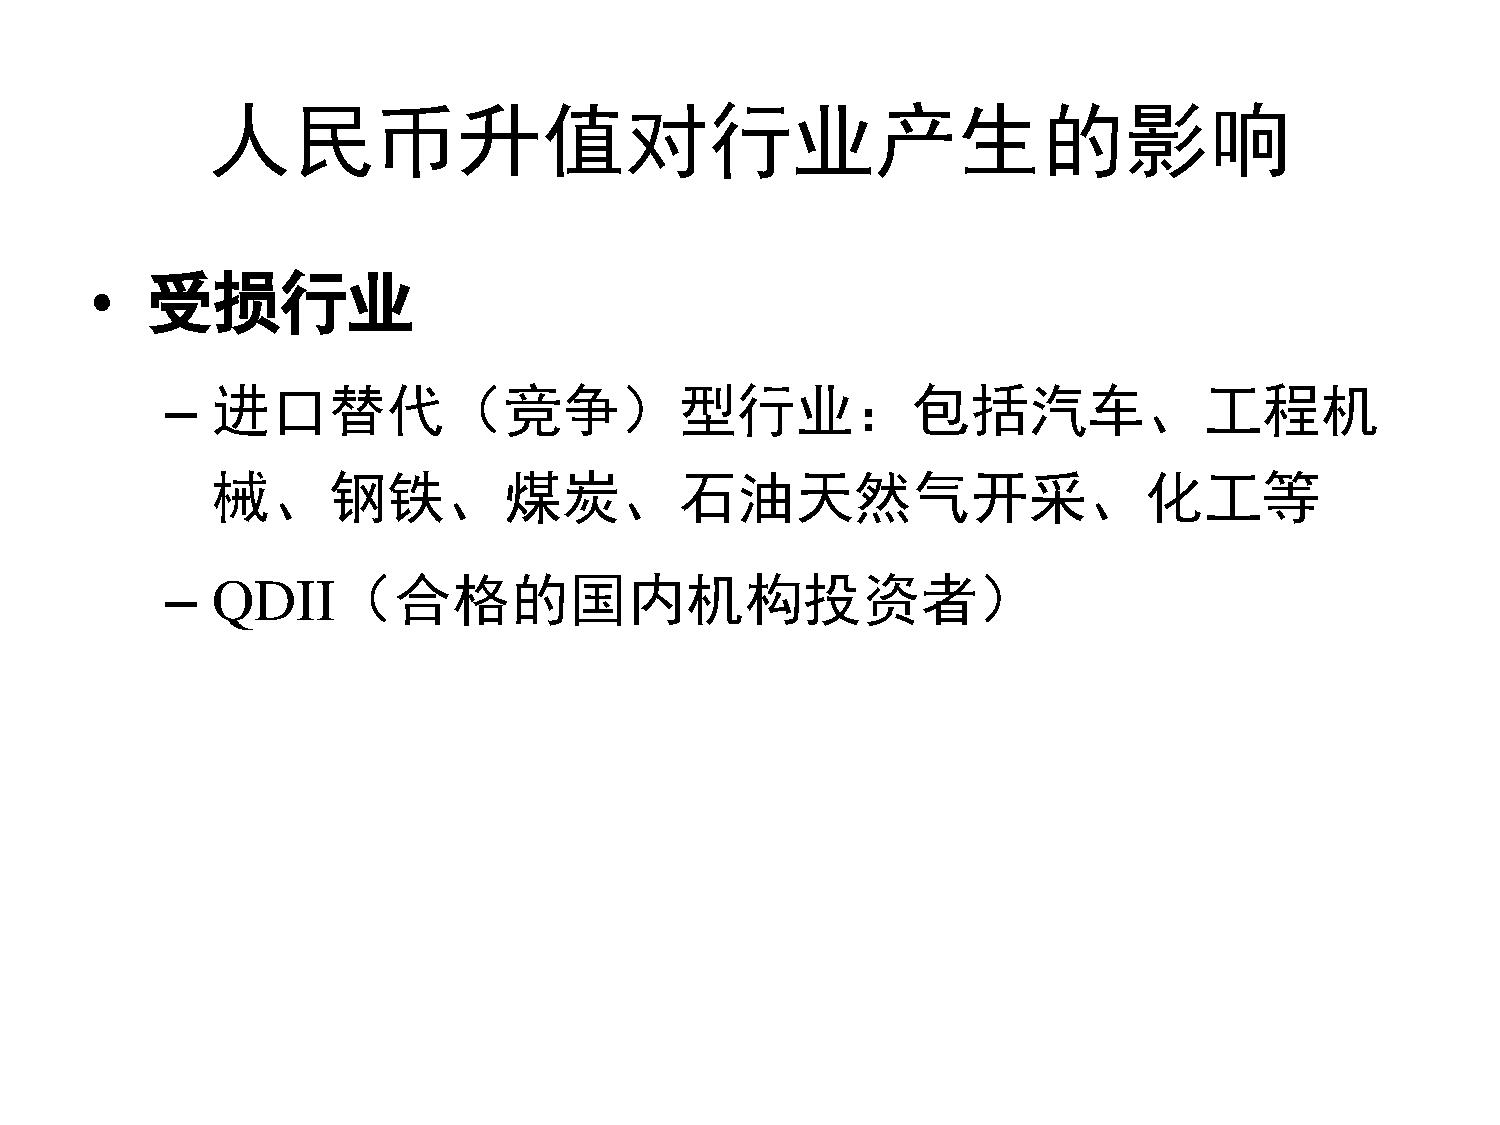 人民币升值对行业产生的影响
• 受损行业
– 进口替代（竞争）型行业：包括汽车、工程机
械、钢铁、煤炭、石油天然气开采、化工等
– QDII（合格的国内机构投资者）